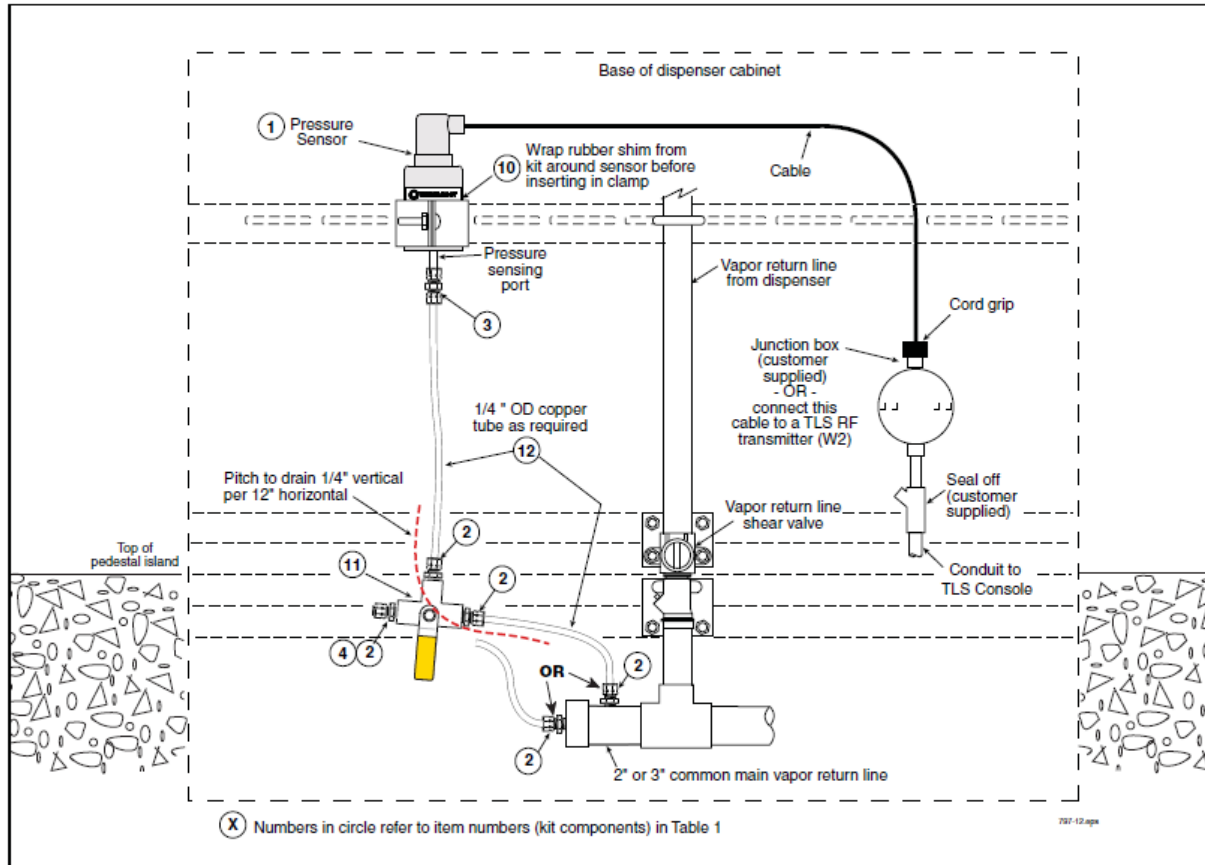 Base of dispenser cabinet
1
Pressure
Sensor
10
Wrap rubber shim from
kit around sensor before
inserting in clamp
Cable
Pressure
sensing
port
3
Vapor return line
from dispenser
Cord grip
Junction box
(customer
supplied)
- OR -
connect this
cable to a TLS RF
transmitter (W2)
1/4 " OD copper
tube as required
12
Pitch to drain 1/4" vertical
per 12" horizontal
Seal off
(customer
supplied)
Vapor return line
shear valve
Top of
pedestal island
2
11
2
Conduit to
TLS Console
4
2
OR
2
2
2" or 3" common main vapor return line
X
Numbers in circle refer to item numbers (kit components) in Table 1
797-12.eps